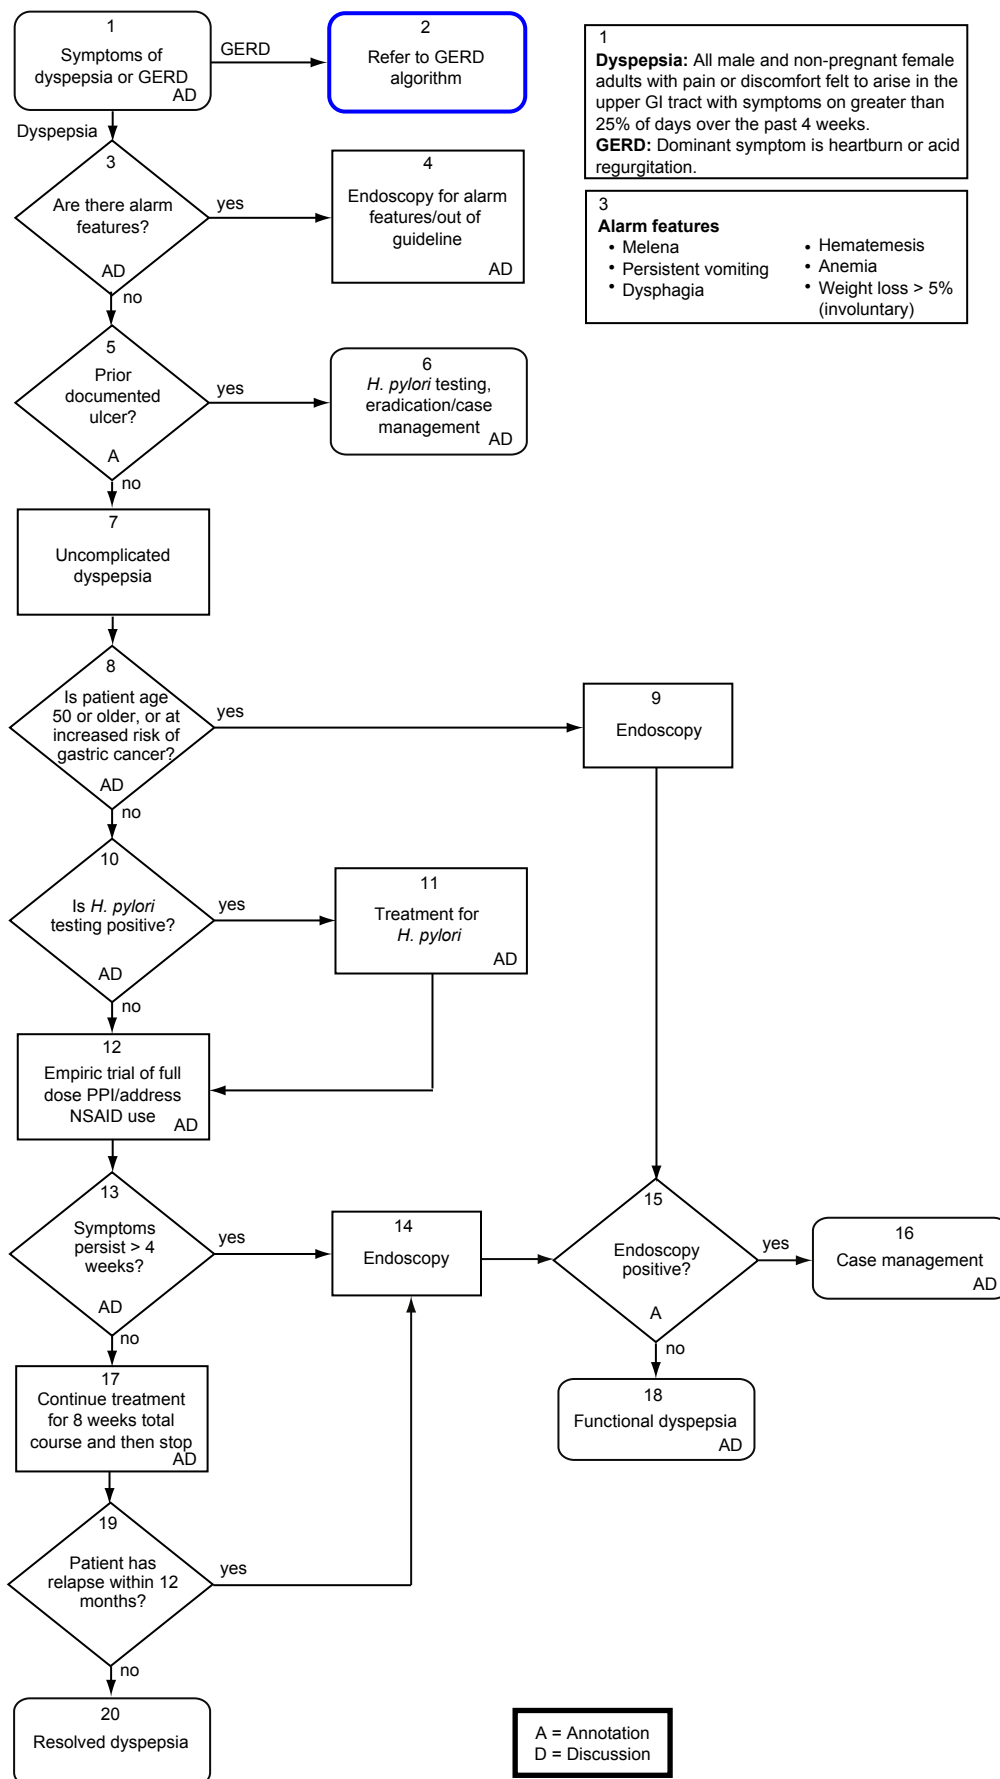 1
Symptoms of
dyspepsia or GERD
AD
GERD
2
Refer to GERD
algorithm
1
Dyspepsia: All male and non-pregnant female
adults with pain or discomfort felt to arise in the
upper GI tract with symptoms on greater than
25% of days over the past 4 weeks.
GERD: Dominant symptom is heartburn or acid
regurgitation.
Dyspepsia
3
Are there alarm
features?
AD
yes
no
4
Endoscopy for alarm
features/out of
guideline
AD
3
Alarm features
• Melena
• Persistent vomiting
• Dysphagia
• Hematemesis
• Anemia
• Weight loss > 5%
(involuntary)
5
Prior
documented
ulcer?
A
yes
no
6
H. pylori testing,
eradication/case
management
AD
7
Uncomplicated
dyspepsia
8
Is patient age
50 or older, or at
increased risk of
gastric cancer?
AD
yes
no
9
Endoscopy
10
Is H. pylori
testing positive?
AD
yes
no
11
Treatment for
H. pylori
AD
12
Empiric trial of full
dose PPI/address
NSAID use
AD
13
Symptoms
persist > 4
weeks?
AD
yes
no
14
Endoscopy
15
Endoscopy
positive?
A
yes
no
16
Case management
AD
17
Continue treatment
for 8 weeks total
course and then stop
AD
18
Functional dyspepsia
AD
19
Patient has
relapse within 12
months?
yes
no
20
Resolved dyspepsia
A = Annotation
D = Discussion